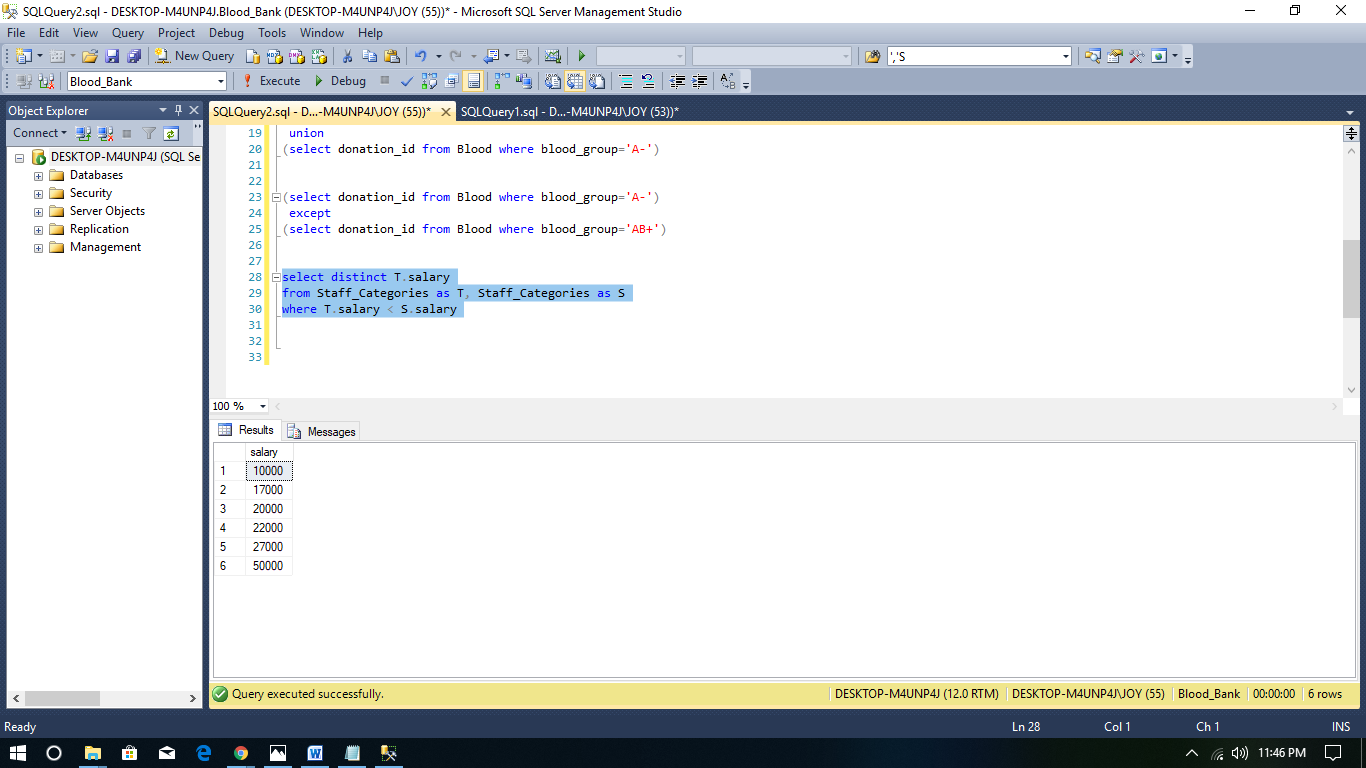 SQLQuery2.sql - DESKTOP-M4UNP4J.Blood_Bank (DESKTOP-M4UNP4J\JOY (55))* - Microsoft SQL Server Management Studio
File Edit View Query Project Debug Tools Window Help
New Query ','S
Blood_Bank Execute Debug
Object Explorer
Connect
DESKTOP-M4UNP4J (SQL Se
Databases
Security
Server Objects
Replication
Management
SQLQuery2.sql - D...-M4UNP4J\JOY (55))* SQLQuery1.sql - D...-M4UNP4J\JOY (53))*
19 union
20 (select donation_id from Blood where blood_group='A-')
21
22
23 (select donation_id from Blood where blood_group='A-')
24 except
25 (select donation_id from Blood where blood_group='AB+')
26
27
28 select distinct T.salary
29 from Staff_Categories as T, Staff_Categories as S
30 where T.salary < S.salary
31
32
33
100 %
Results Messages
salary
1 10000
2 17000
3 20000
4 22000
5 27000
6 50000
Query executed successfully. DESKTOP-M4UNP4J (12.0 RTM) DESKTOP-M4UNP4J\JOY (55) Blood_Bank 00:00:00 6 rows
Ready Ln 28 Col 1 Ch 1 INS
11:46 PM